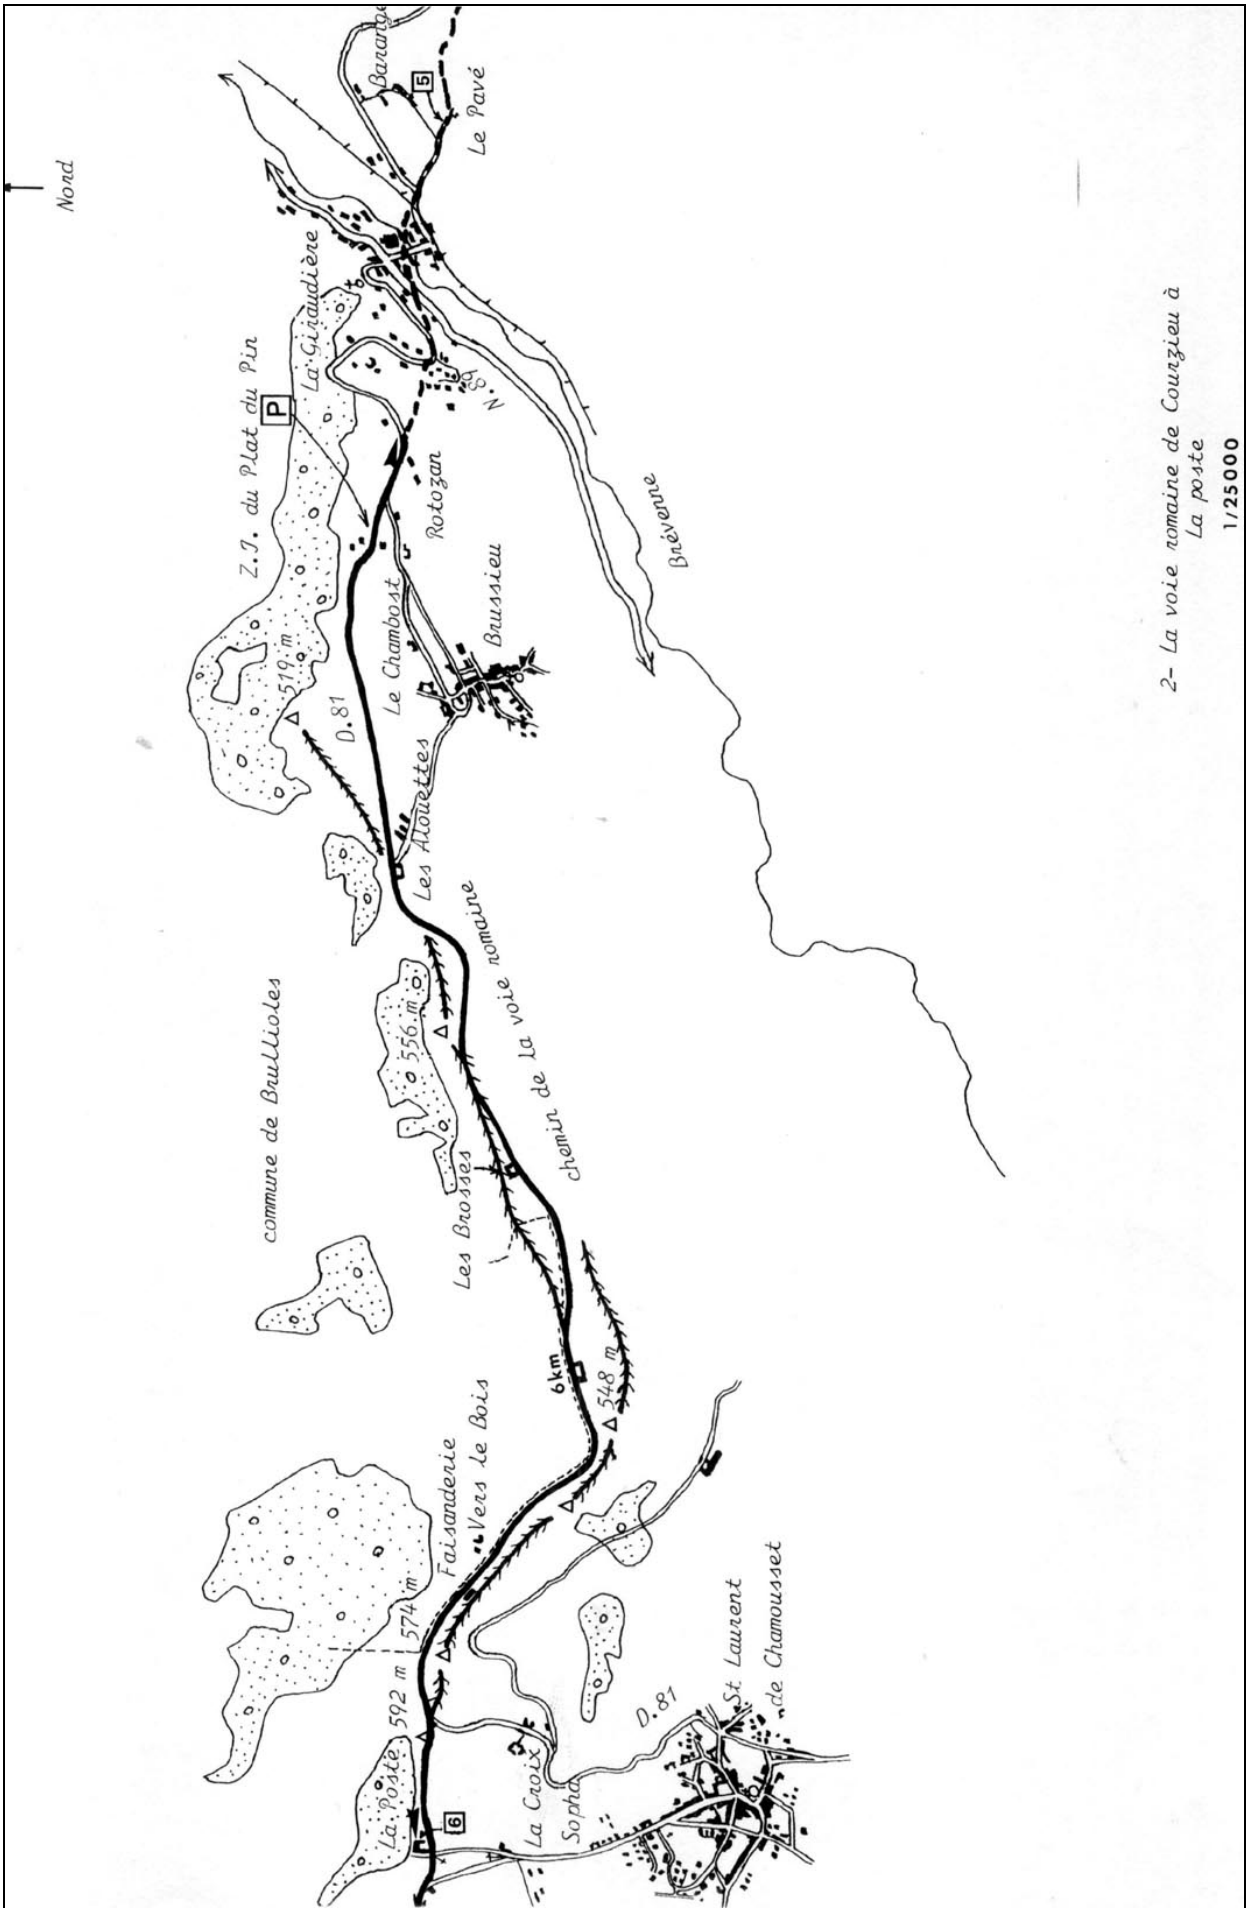 Nord
Barange
5
Le Pavé
La Giraudière
Z.I. du Plat du Pin
P
N.89
Rotozan
Brévenne
Le Chambost
Brussieu
519 m
D.81
Les Alouettes
commune de Brullioles
556 m
chemin de la voie romaine
Les Brosses
6km
548 m
Faisanderie
Vers le Bois
574 m
592 m
La Poste
6
La Croix
Sopha
D.81
St Laurent
de Chamousset
2- La voie romaine de Courzieu à
La poste
1/25000